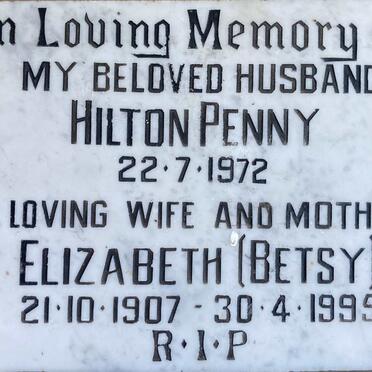 n Loving Memory
MY BELOVED HUSBAND
HILTON PENNY
22·7·1972
LOVING WIFE AND MOTH
ELIZABETH (BETSY)
21·10·1907 - 30·4·1995
R·I·P